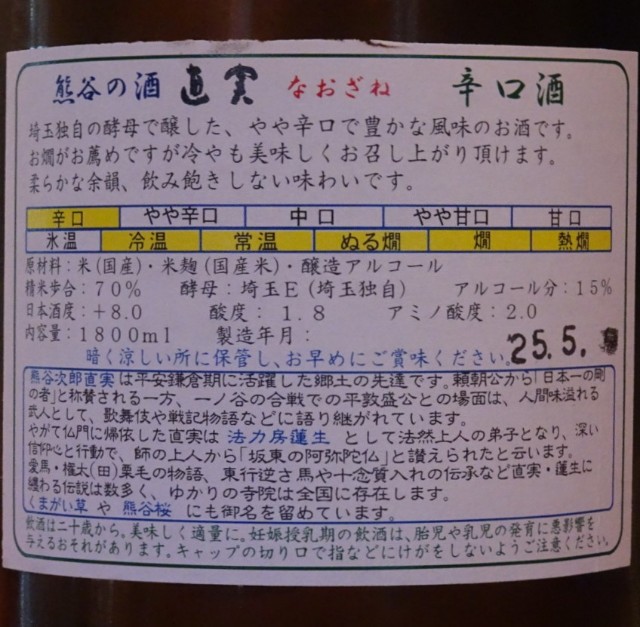 熊谷の酒 直実 なおざね 辛口酒
埼玉独自の酵母で醸した、やや辛口で豊かな風味のお酒です。
お燗がお薦めですが冷やも美味しくお召し上がり頂けます。
柔らかな余韻、飲み飽きしない味わいです。
辛口 やや辛口 中口 やや甘口 甘口
氷温 冷温 常温 ぬる燗 燗 熱燗
原材料：米(国産)・米麹(国産米)・醸造アルコール
精米歩合：70％ 酵母：埼玉E(埼玉独自) アルコール分：15％
日本酒度：+8.0 酸度：1.8 アミノ酸度：2.0
内容量：1800ml 製造年月：
暗く涼しい所に保管し、お早めにご賞味ください。25.5.
熊谷次郎直実は平安鎌倉期に活躍した郷土の先達です。頼朝公から「日本一の剛
の者」と称賛される一方、一ノ谷の合戦での平敦盛公との場面は、人間味溢れる
武人として、歌舞伎や戦記物語などに語り継がれています。
やがて仏門に帰依した直実は 法力房蓮生 として法然上人の弟子となり、深い
信仰心と行動で、師の上人から「坂東の阿弥陀仏」と讃えられたと云います。
愛馬・權太(田)栗毛の物語、東行逆さ馬や十念質入れの伝承など直実・蓮生に
纏わる伝説は数多く、ゆかりの寺院は全国に存在します。
くまがい草 や 熊谷桜 にも御名を留めています。
飲酒は二十歳から。美味しく適量に。妊娠授乳期の飲酒は、胎児や乳児の発育に悪影響を
与えるおそれがあります。キャップの切り口で指などにけがをしないようご注意ください。